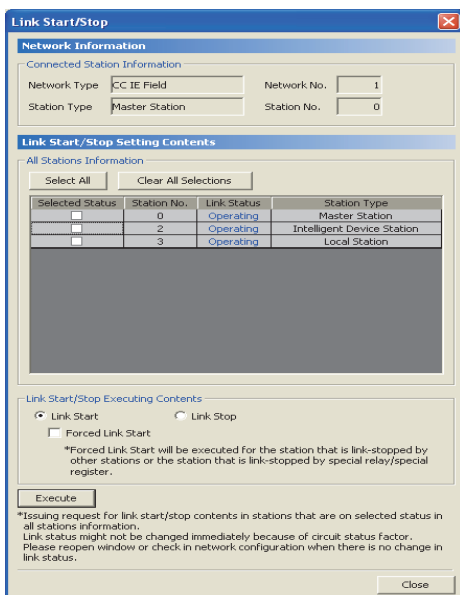 Link Start/Stop
Network Information
Connected Station Information
Network Type CC IE Field Network No. 1
Station Type Master Station Station No. 0
Link Start/Stop Setting Contents
All Stations Information
Select All Clear All Selections
Selected Status Station No. Link Status Station Type
0 Operating Master Station
2 Operating Intelligent Device Station
3 Operating Local Station
Link Start/Stop Executing Contents
Link Start Link Stop
Forced Link Start
*Forced Link Start will be executed for the station that is link-stopped by
other stations or the station that is link-stopped by special relay/special
register.
Execute
*Issuing request for link start/stop contents in stations that are on selected status in
all stations information.
Link status might not be changed immediately because of circuit status factor.
Please reopen window or check in network configuration when there is no change in
link status.
Close